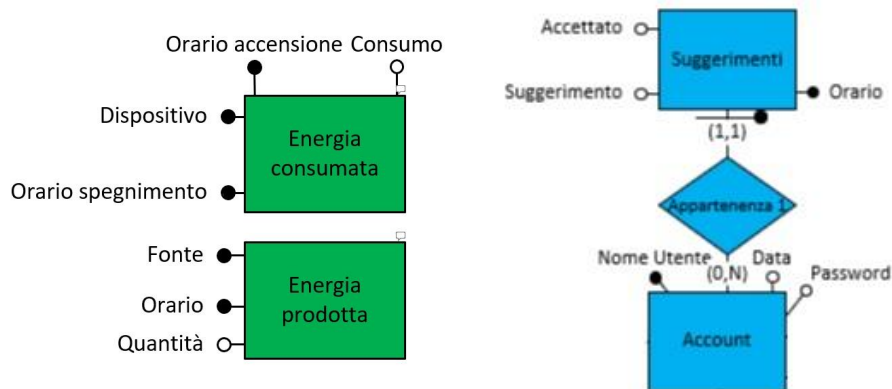 Orario accensione Consumo
Dispositivo
Energia
consumata
Orario spegnimento
Fonte
Energia
prodotta
Orario
Quantità
Accettato
Suggerimenti
Suggerimento
Orario
(1,1)
Appartenenza 1
Nome Utente
(0,N)
Data
Password
Account